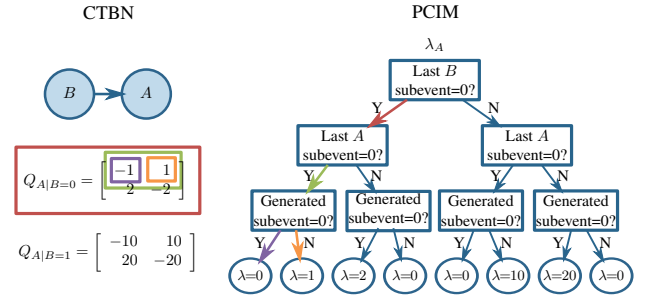 CTBN
PCIM
λ_A
B
A
Q_{A|B=0} = [ −1 1
2 −2 ]
Q_{A|B=1} = [ −10 10
20 −20 ]
Last B
subevent=0?
Y
N
Last A
subevent=0?
Last A
subevent=0?
Y
N
Y
N
Generated
subevent=0?
Generated
subevent=0?
Generated
subevent=0?
Generated
subevent=0?
Y
N
Y
N
Y
N
Y
N
λ=0
λ=1
λ=2
λ=0
λ=0
λ=10
λ=20
λ=0